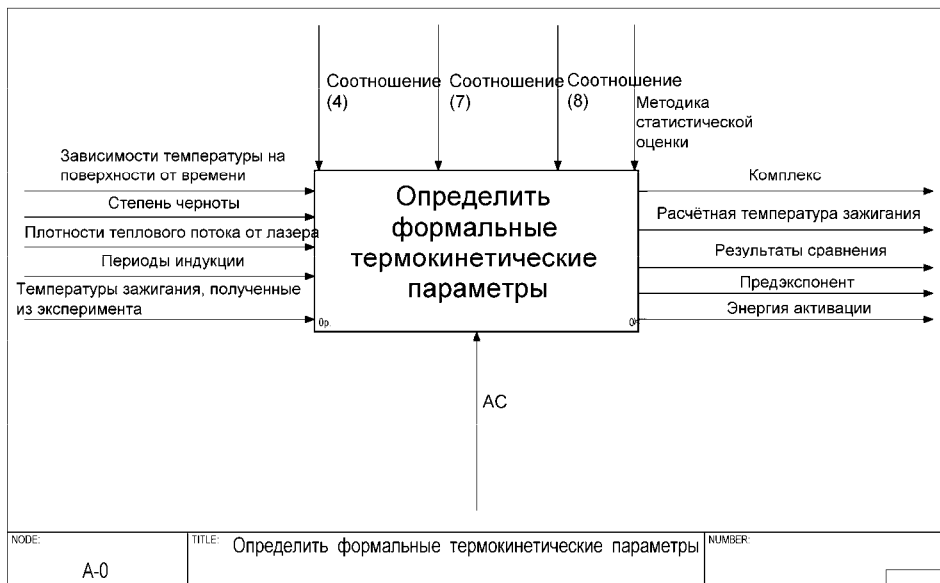 Соотношение
(4)
Соотношение
(7)
Соотношение
(8)
Методика
статистической
оценки
Зависимости температуры на
поверхности от времени
Степень черноты
Плотности теплового потока от лазера
Периоды индукции
Температуры зажигания, полученные
из эксперимента
Определить
формальные
термокинетические
параметры
0р.
Комплекс
Расчётная температура зажигания
Результаты сравнения
Предэкспонент
Энергия активации
АС
NODE:
A-0
TITLE:
Определить формальные термокинетические параметры
NUMBER: